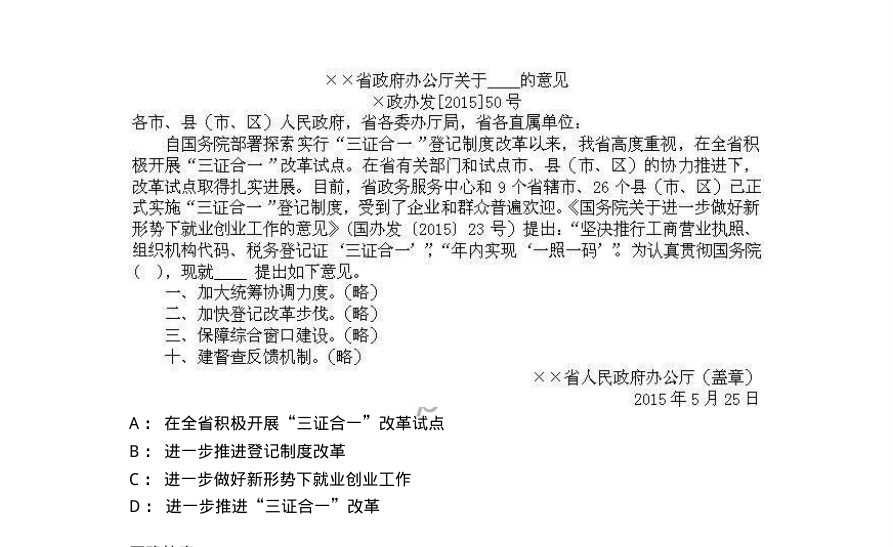 ××省政府办公厅关于____的意见
×政办发[2015]50号
各市、县（市、区）人民政府，省各委办厅局，省各直属单位：
自国务院部署探索实行“三证合一”登记制度改革以来，我省高度重视，在全省积
极开展“三证合一”改革试点。在省有关部门和试点市、县（市、区）的协力推进下，
改革试点取得扎实进展。目前，省政务服务中心和9个省辖市、26个县（市、区）已正
式实施“三证合一”登记制度，受到了企业和群众普遍欢迎。《国务院关于进一步做好新
形势下就业创业工作的意见》（国办发〔2015〕23号）提出：“坚决推行工商营业执照、
组织机构代码、税务登记证‘三证合一’”，“年内实现‘一照一码’”。为认真贯彻国务院
（ ），现就____ 提出如下意见。
一、加大统筹协调力度。（略）
二、加快登记改革步伐。（略）
三、保障综合窗口建设。（略）
十、建督查反馈机制。（略）
××省人民政府办公厅（盖章）
2015年5月25日
A： 在全省积极开展“三证合一”改革试点
B： 进一步推进登记制度改革
C： 进一步做好新形势下就业创业工作
D： 进一步推进“三证合一”改革